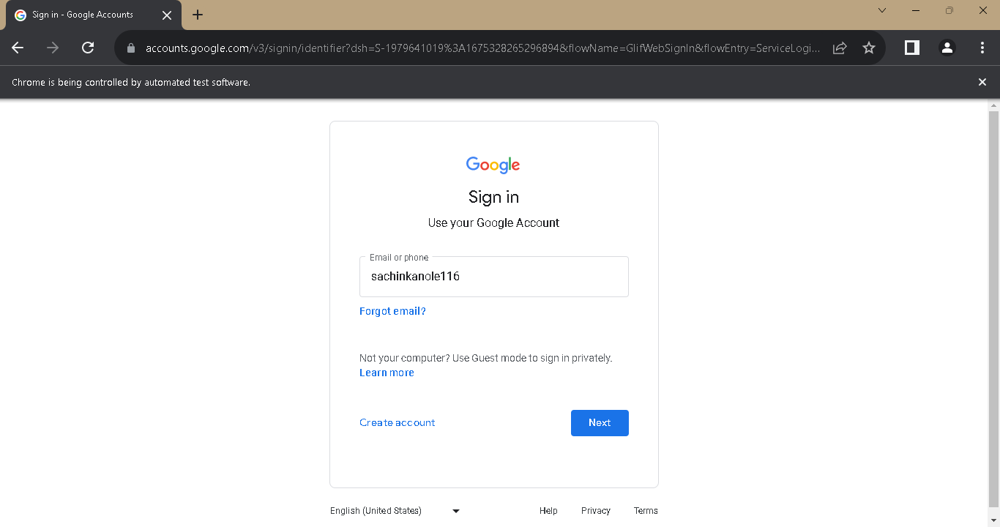 Sign in - Google Accounts
accounts.google.com/v3/signin/identifier?dsh=S-1979641019%3A1675328265296894&flowName=GlifWebSignIn&flowEntry=ServiceLogi...
Chrome is being controlled by automated test software.
Google
Sign in
Use your Google Account
Email or phone
sachinkanole116
Forgot email?
Not your computer? Use Guest mode to sign in privately.
Learn more
Create account
Next
English (United States)
Help
Privacy
Terms